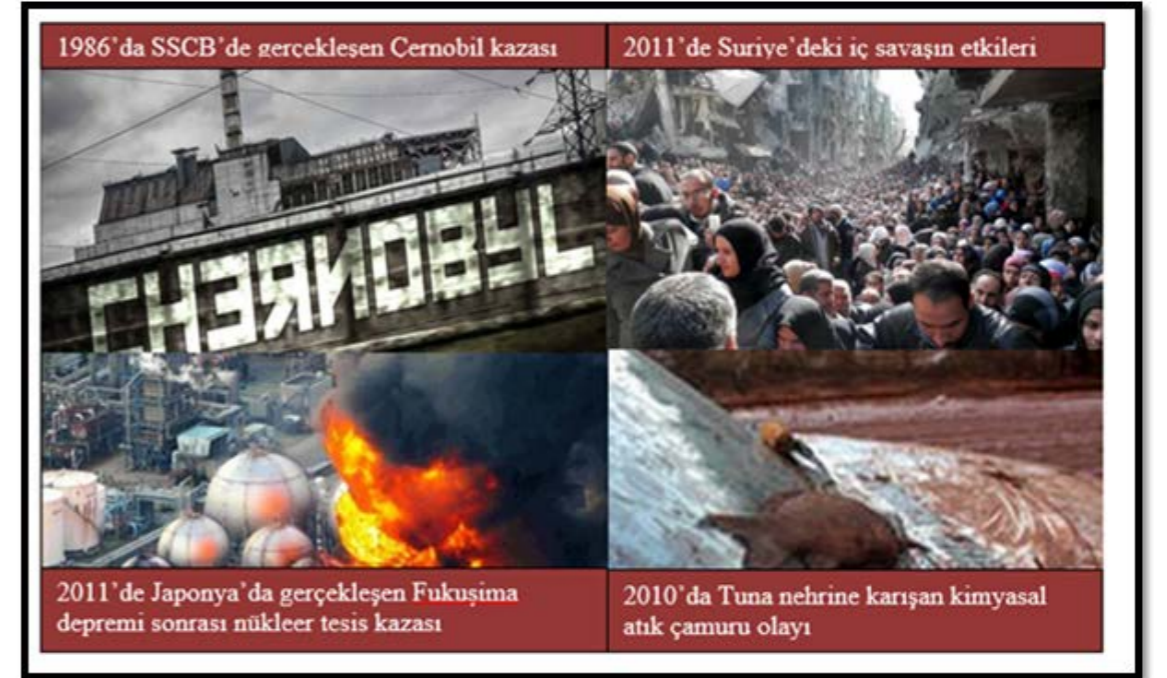 1986'da SSCB'de gerçekleşen Çernobil kazası
2011'de Suriye'deki iç savaşın etkileri
CHERNOBYL
2011'de Japonya'da gerçekleşen Fukuşima
depremi sonrası nükleer tesis kazası
2010'da Tuna nehrine karışan kimyasal
atık çamuru olayı